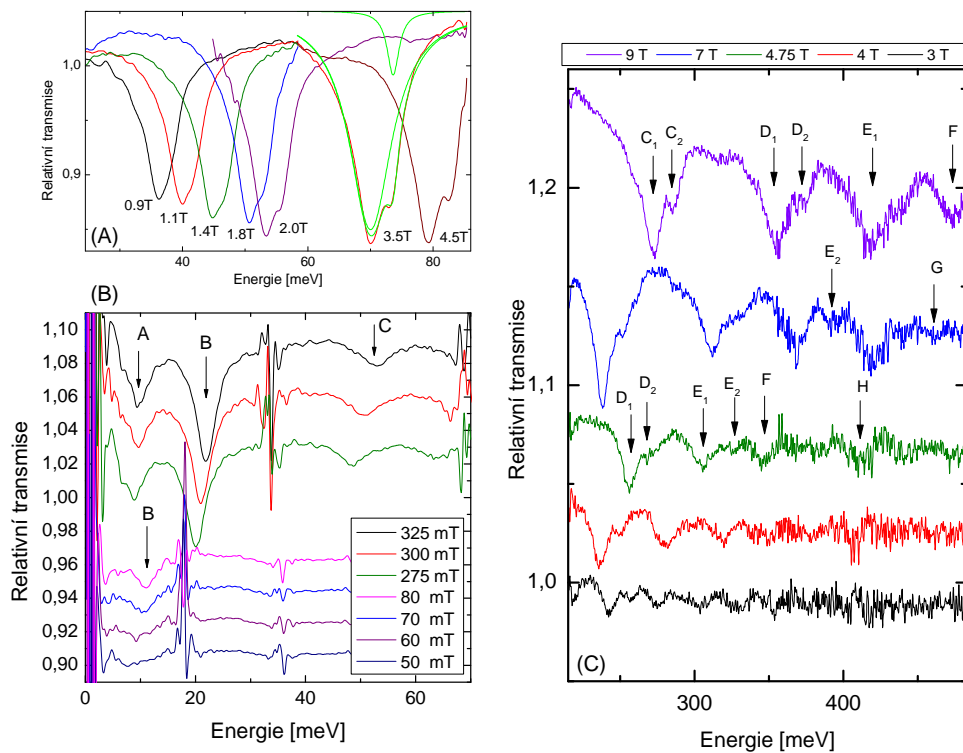 (A)
Relativní transmise
1,0
0,9
0.9T
1.1T
1.4T
1.8T
2.0T
3.5T
4.5T
40 60 80
Energie [meV]
(B)
Relativní transmise
1,10
1,08
1,06
1,04
1,02
1,00
0,98
0,96
0,94
0,92
0,90
A
B
C
B
325 mT
300 mT
275 mT
80 mT
70 mT
60 mT
50 mT
0 20 40 60
Energie [meV]
9 T 7 T 4.75 T 4 T 3 T
Relativní transmise
1,2
1,1
1,0
C1 C2 D1 D2 E1 F
E2 G
D1 D2 E1 E2 F H
(C)
300 400
Energie [meV]